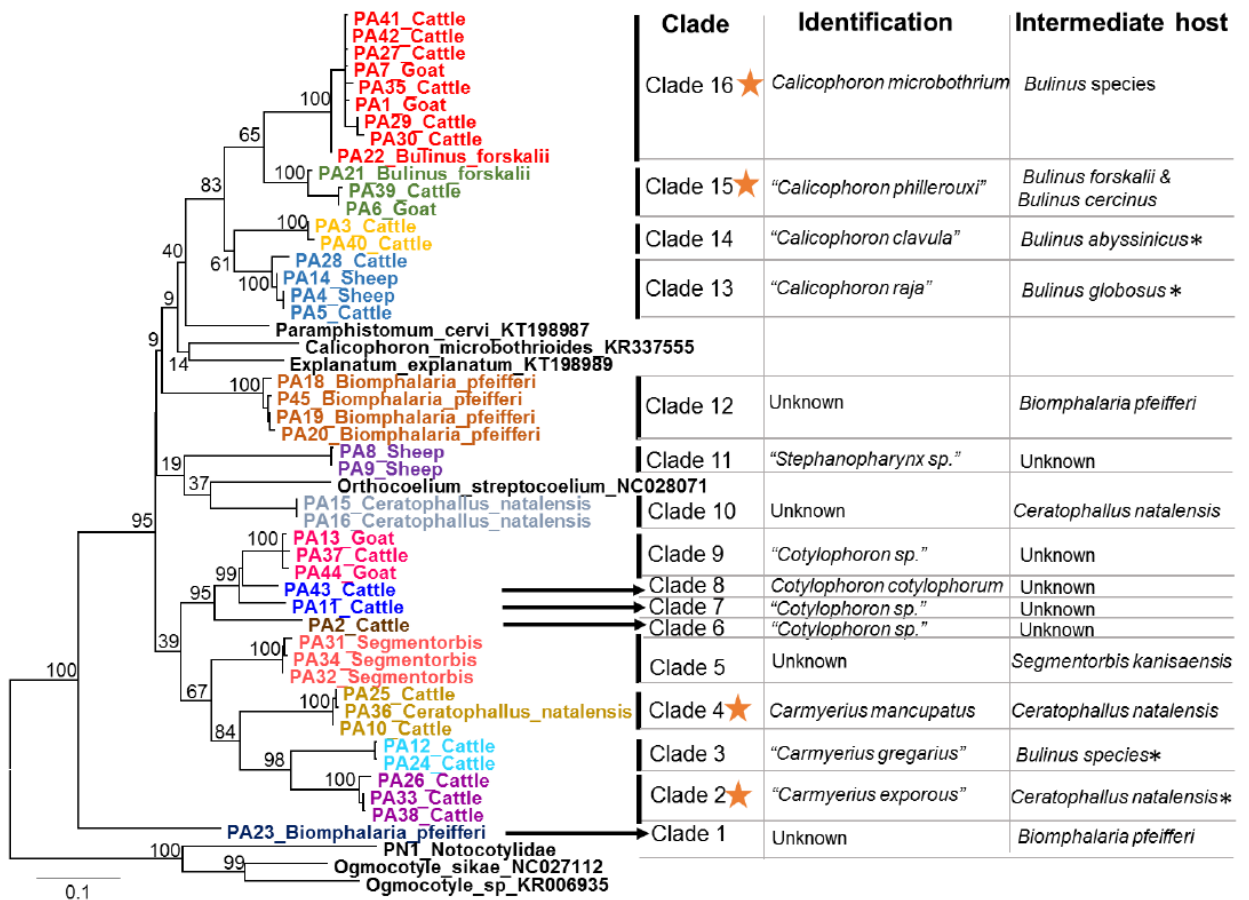 Clade Identification Intermediate host
PA41_Cattle
PA42_Cattle
PA27_Cattle
PA7_Goat
PA35_Cattle
Clade 16 Calicophoron microbothrium Bulinus species
100
PA1_Goat
PA29_Cattle
PA30_Cattle
65
PA22_Bulinus_forskalii
PA21_Bulinus_forskalii
100
83
PA39_Cattle
Clade 15 "Calicophoron phillerouxi" Bulinus forskalii &
Bulinus cercinus
PA6_Goat
100
PA3_Cattle
PA40_Cattle
Clade 14 "Calicophoron clavula" Bulinus abyssinicus*
40
61
PA28_Cattle
100
PA14_Sheep
PA4_Sheep
Clade 13 "Calicophoron raja" Bulinus globosus*
9
PA5_Cattle
Paramphistomum_cervi_KT198987
9
Calicophoron_microbothrioides_KR337555
14
Explanatum_explanatum_KT198989
100
PA18_Biomphalaria_pfeifferi
P45_Biomphalaria_pfeifferi
Clade 12 Unknown Biomphalaria pfeifferi
PA19_Biomphalaria_pfeifferi
PA20_Biomphalaria_pfeifferi
PA8_Sheep
19
Clade 11 "Stephanopharynx sp." Unknown
PA9_Sheep
37
Orthocoelium_streptocoelium_NC028071
PA15_Ceratophallus_natalensis
Clade 10 Unknown Ceratophallus natalensis
PA16_Ceratophallus_natalensis
95
100
PA13_Goat
PA37_Cattle
Clade 9 "Cotylophoron sp." Unknown
99
PA44_Goat
95
PA43_Cattle
Clade 8 Cotylophoron cotylophorum Unknown
PA11_Cattle
Clade 7 "Cotylophoron sp." Unknown
PA2_Cattle
Clade 6 "Cotylophoron sp." Unknown
39
PA31_Segmentorbis
100
PA34_Segmentorbis
Clade 5 Unknown Segmentorbis kanisaensis
100
PA32_Segmentorbis
67
PA25_Cattle
100
PA36_Ceratophallus_natalensis
Clade 4 Carmyerius mancupatus Ceratophallus natalensis
84
PA10_Cattle
PA12_Cattle
98
Clade 3 "Carmyerius gregarius" Bulinus species*
PA24_Cattle
100
PA26_Cattle
PA33_Cattle
Clade 2 "Carmyerius exporous" Ceratophallus natalensis*
PA38_Cattle
PA23_Biomphalaria_pfeifferi
Clade 1 Unknown Biomphalaria pfeifferi
100
PN1_Notocotylidae
99
Ogmocotyle_sikae_NC027112
Ogmocotyle_sp_KR006935
0.1